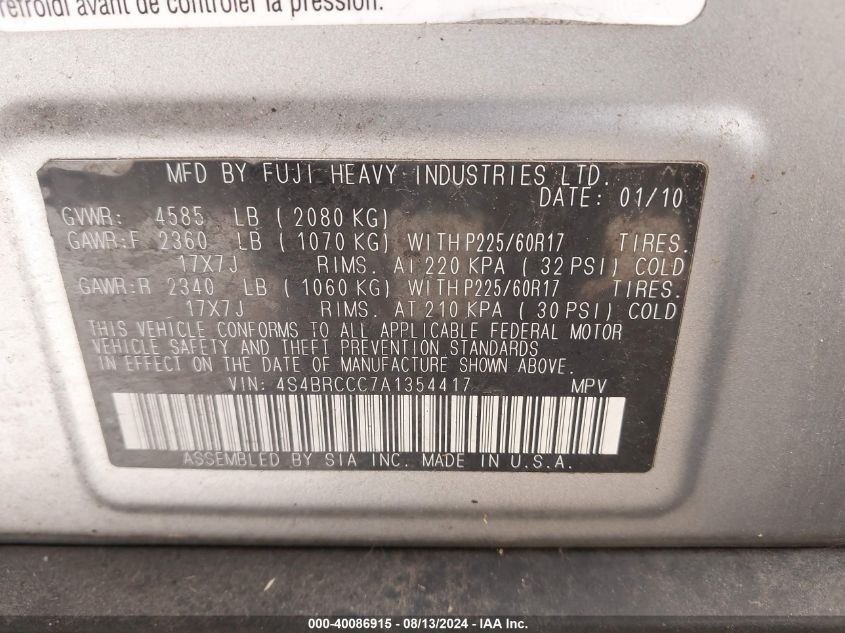 refroidi avant de contrôler la pression.
MFD BY FUJI HEAVY INDUSTRIES LTD.
DATE: 01/10
GVWR: 4585 LB ( 2080 KG)
GAWR:F 2360 LB ( 1070 KG) WITH P225/60R17 TIRES.
17X7J RIMS. AT 220 KPA ( 32 PSI) COLD
GAWR:R 2340 LB ( 1060 KG) WITH P225/60R17 TIRES.
17X7J RIMS. AT 210 KPA ( 30 PSI) COLD
THIS VEHICLE CONFORMS TO ALL APPLICABLE FEDERAL MOTOR
VEHICLE SAFETY AND THEFT PREVENTION STANDARDS
IN EFFECT ON THE DATE OF MANUFACTURE SHOWN ABOVE.
VIN: 4S4BRCCC7A1354417 MPV
ASSEMBLED BY SIA INC. MADE IN U.S.A.
000-40086915 - 08/13/2024 - IAA Inc.